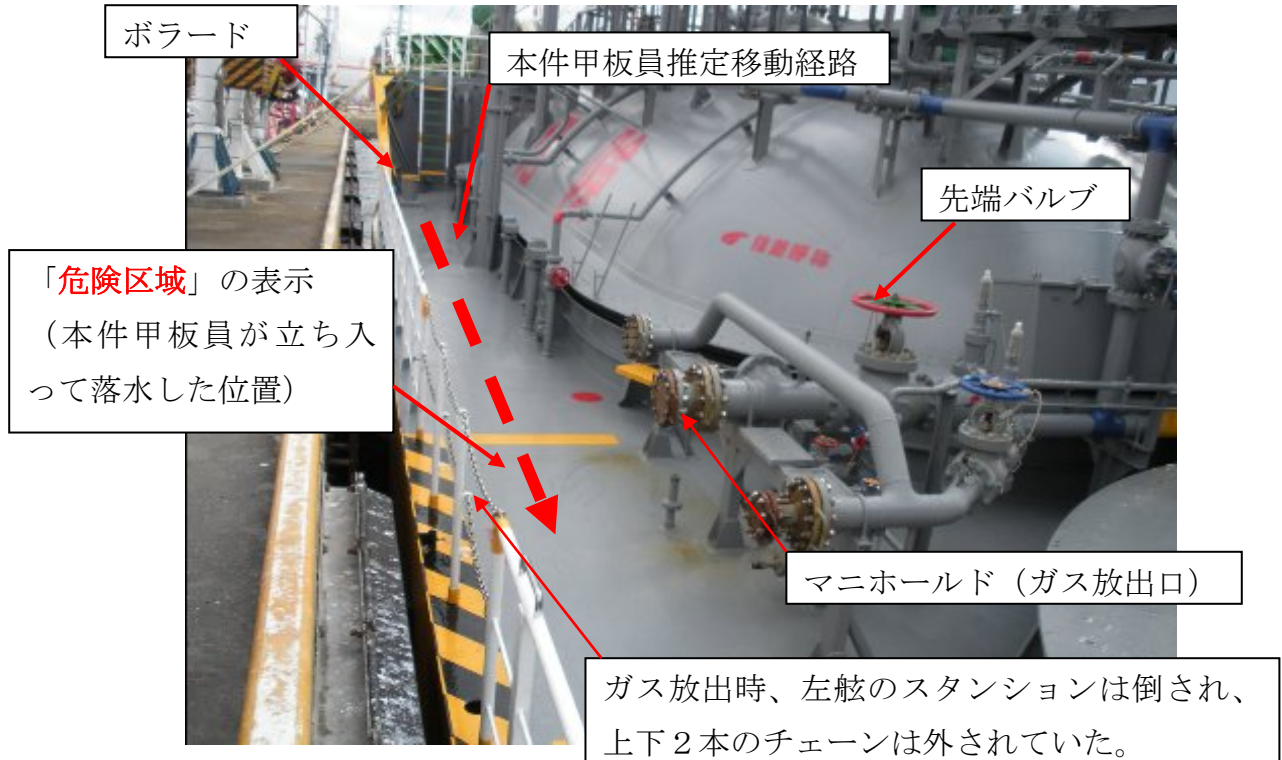 ボラード
本件甲板員推定移動経路
先端バルブ
「危険区域」の表示
（本件甲板員が立ち入
って落水した位置）
マニホールド（ガス放出口）
ガス放出時、左舷のスタンションは倒され、
上下２本のチェーンは外されていた。